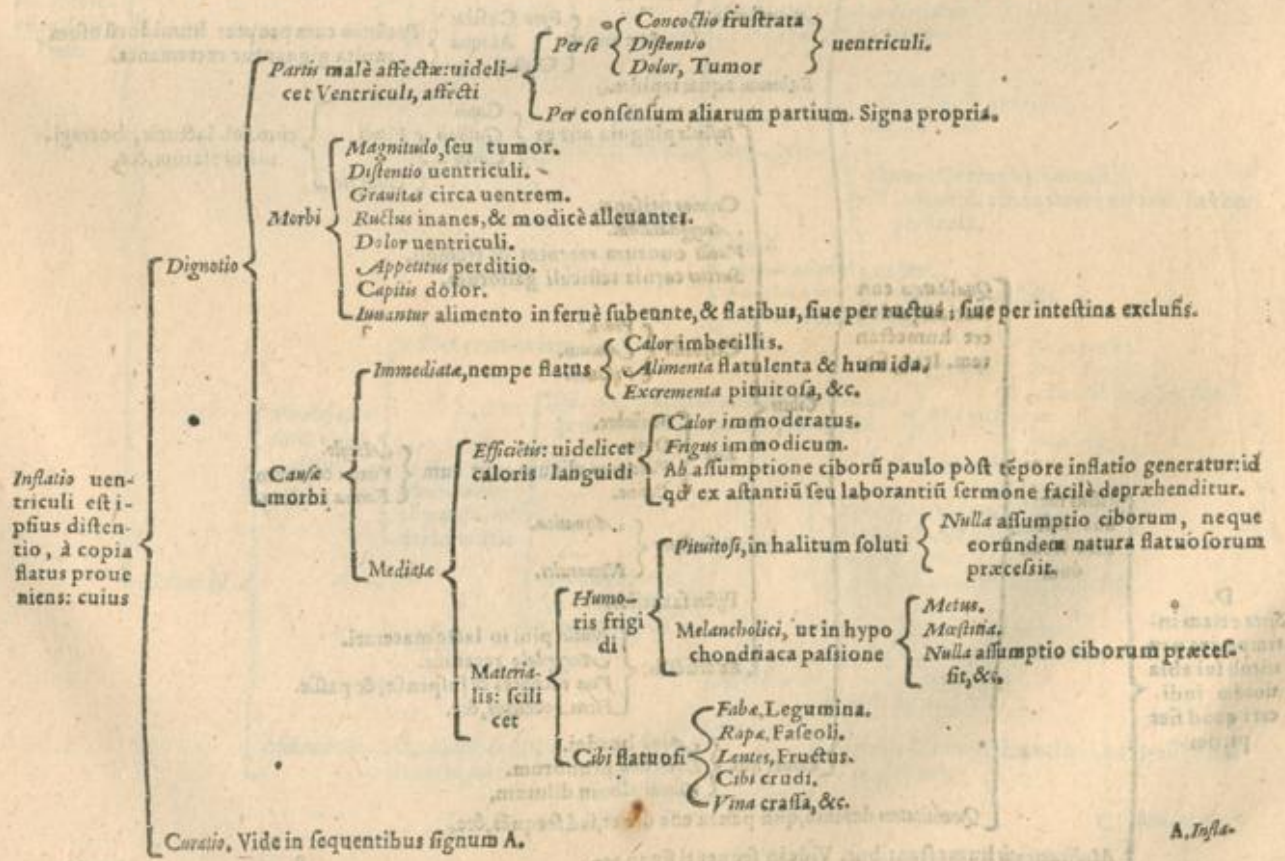 Inflatio uen-
triculi est i-
psius disten-
tio, à copia
flatus proue
niens: cuius
Dignotio
Partis malè affectæ: uideli-
cet Ventriculi, affecti
Per se
Concoctio frustrata
Distentio
Dolor, Tumor
uentriculi.
Per consensum aliarum partium. Signa propria.
Morbi
Magnitudo, seu tumor.
Distentio uentriculi.
Grauitas circa uentrem.
Ructus inanes, & modicè alleuantes.
Dolor uentriculi.
Appetitus perditio.
Capitis dolor.
Iuuantur alimento inferuè subeunte, & flatibus, siue per ructus; siue per intestina exclusis.
Causæ
morbi
Immediatæ, nempe flatus
Calor imbecillis.
Alimenta flatulenta & humida.
Excrementa pituitosa, &c.
Mediatæ
Efficiẽtis: uidelicet
caloris languidi
Calor immoderatus.
Frigus immodicum.
Ab assumptione ciborũ paulo pòst tẽpore inflatio generatur: id
qđ ex astantiũ seu laborantiũ sermone facilè depræhenditur.
Materia-
lis: scili
cet
Humo-
ris frigi
di
Pituitosi, in halitum soluti
Nulla assumptio ciborum, neque
eorundem natura flatuosorum
præcessit.
Melancholici, ut in hypo
chondriaca passione
Metus.
Mœstitia.
Nulla assumptio ciborum præces-
sit, &c.
Cibi flatuosi
Fabæ, Legumina.
Rapæ, Faseoli.
Lentes, Fructus.
Cibi crudi.
Vina crassa, &c.
Curatio. Vide in sequentibus signum A.
A, Infla-